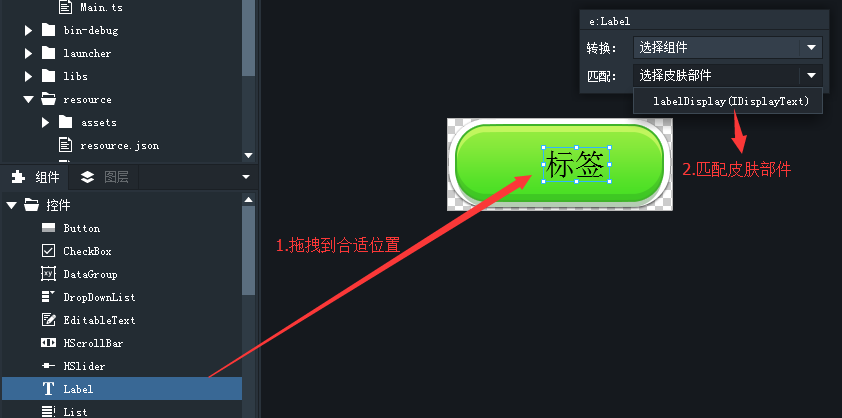 Main.ts
bin-debug
launcher
libs
resource
assets
resource.json
组件
图层
控件
Button
CheckBox
DataGroup
DropDownList
EditableText
HScrollBar
HSlider
Label
List
e:Label
转换: 选择组件
匹配: 选择皮肤部件
labelDisplay(IDisplayText)
标签
1.拖拽到合适位置
2.匹配皮肤部件
xy
T